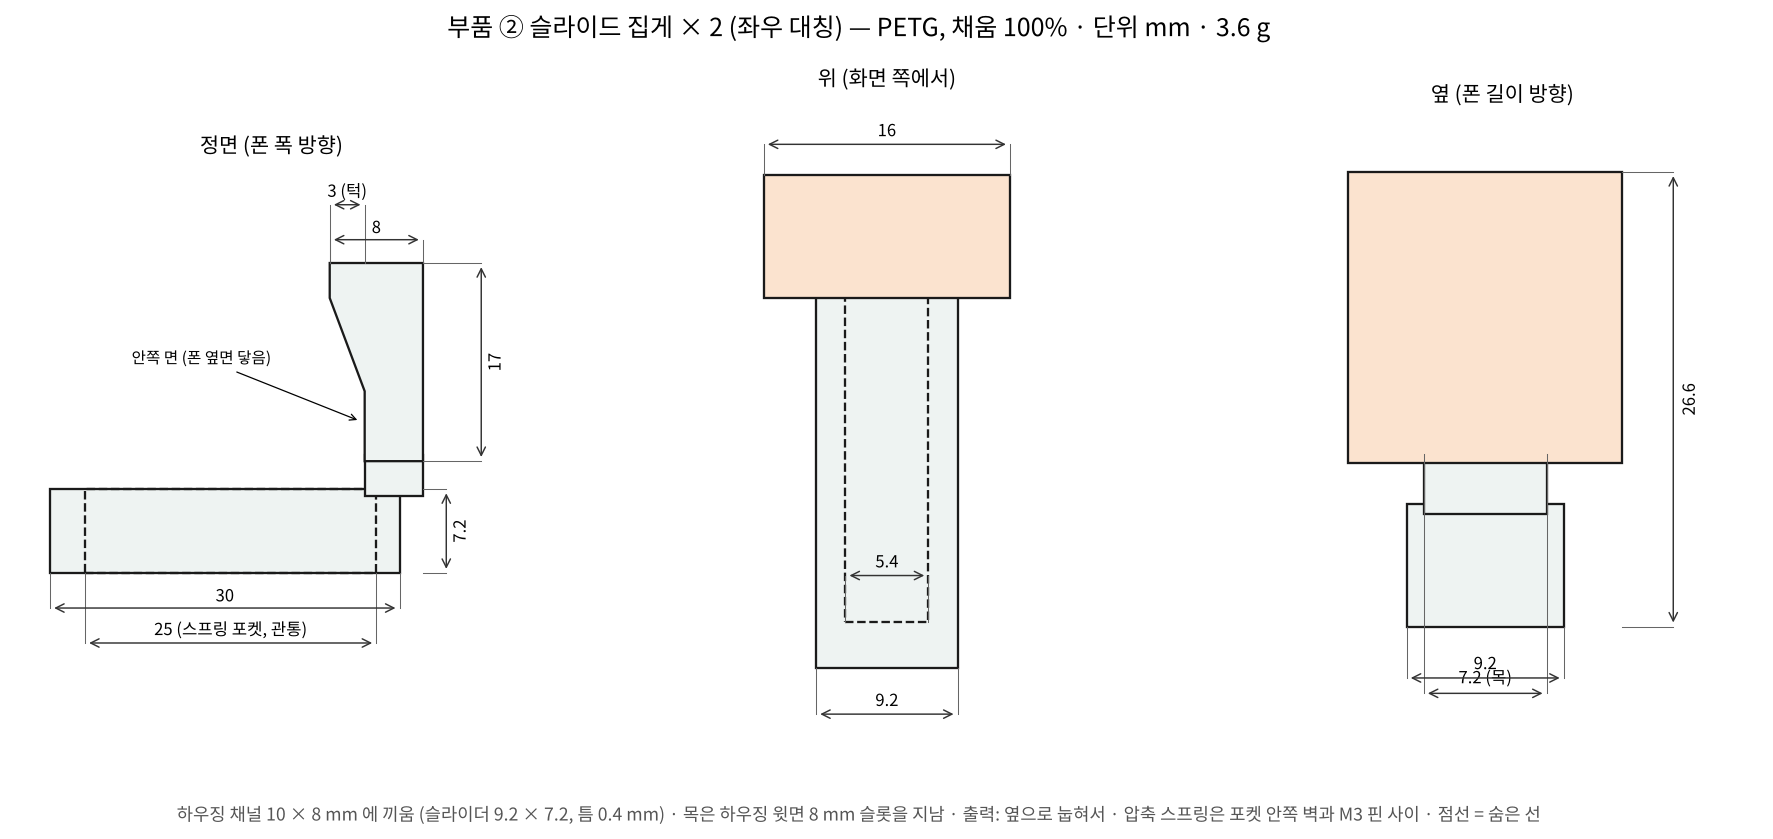 부품 ② 슬라이드 집게 × 2 (좌우 대칭) — PETG, 채움 100% · 단위 mm · 3.6 g
정면 (폰 폭 방향)
3 (턱)
8
안쪽 면 (폰 옆면 닿음)
17
7.2
30
25 (스프링 포켓, 관통)
위 (화면 쪽에서)
16
5.4
9.2
옆 (폰 길이 방향)
26.6
9.2
7.2 (목)
하우징 채널 10 × 8 mm 에 끼움 (슬라이더 9.2 × 7.2, 틈 0.4 mm) · 목은 하우징 윗면 8 mm 슬롯을 지남 · 출력: 옆으로 눕혀서 · 압축 스프링은 포켓 안쪽 벽과 M3 핀 사이 · 점선 = 숨은 선